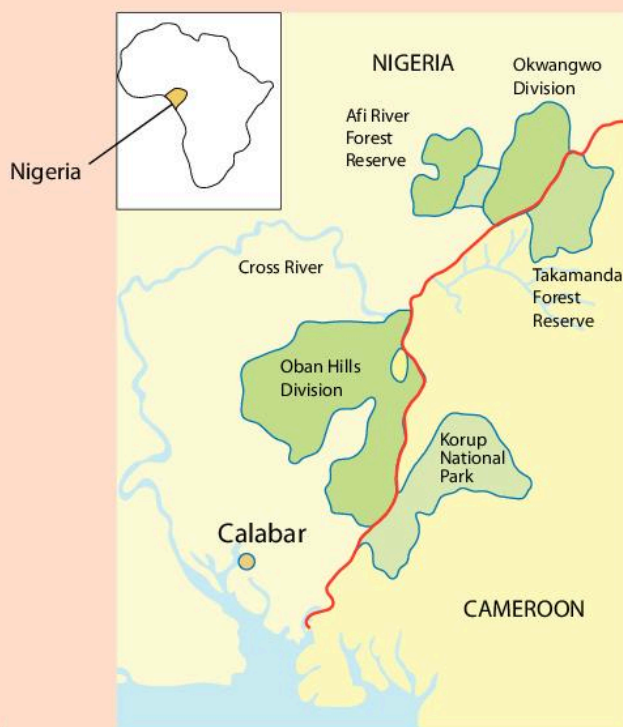 NIGERIA
Okwangwo
Division
Afi River
Forest
Reserve
Nigeria
Cross River
Takamanda
Forest
Reserve
Oban Hills
Division
Korup
National
Park
Calabar
CAMEROON